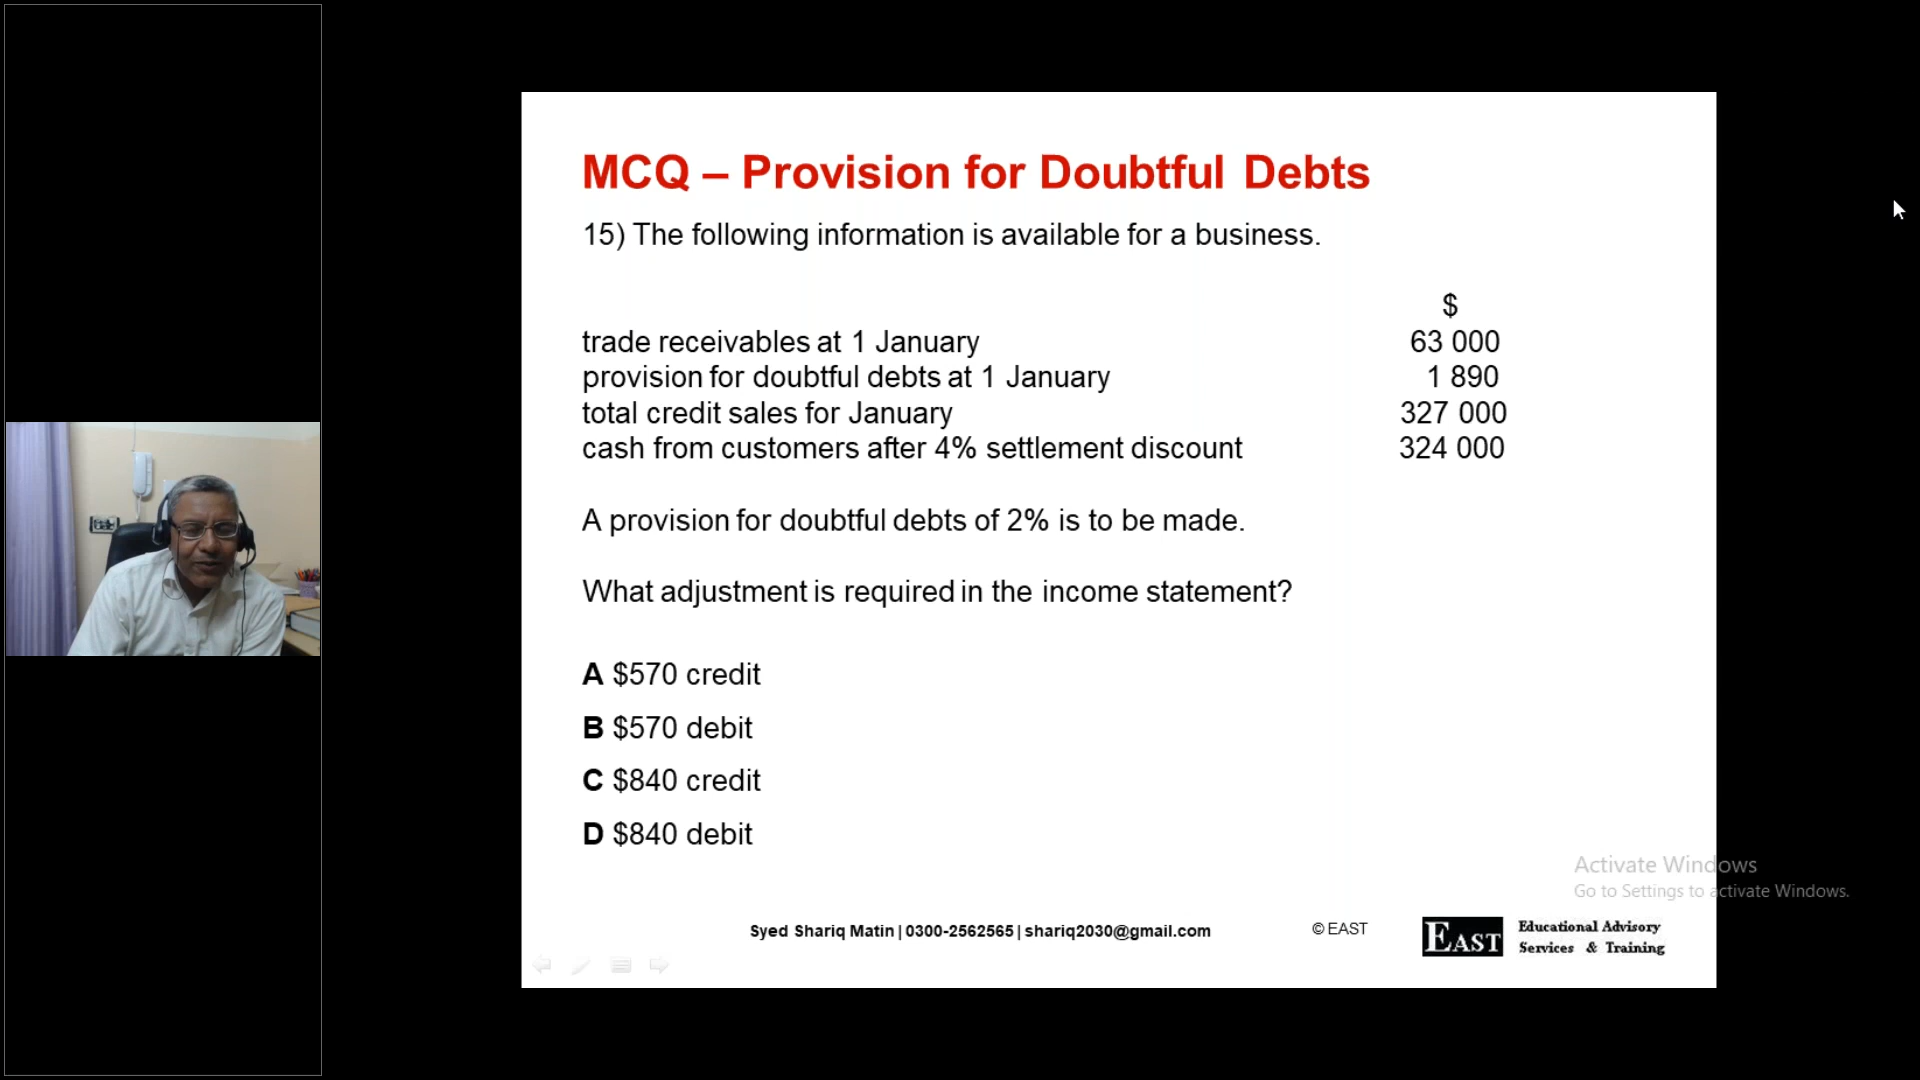 MCQ – Provision for Doubtful Debts
15) The following information is available for a business.
$
trade receivables at 1 January 63 000
provision for doubtful debts at 1 January 1 890
total credit sales for January 327 000
cash from customers after 4% settlement discount 324 000
A provision for doubtful debts of 2% is to be made.
What adjustment is required in the income statement?
A $570 credit
B $570 debit
C $840 credit
D $840 debit
Activate Windows
Go to Settings to activate Windows.
Syed Shariq Matin | 0300-2562565 | shariq2030@gmail.com
© EAST
EAST
Educational Advisory
Services & Training